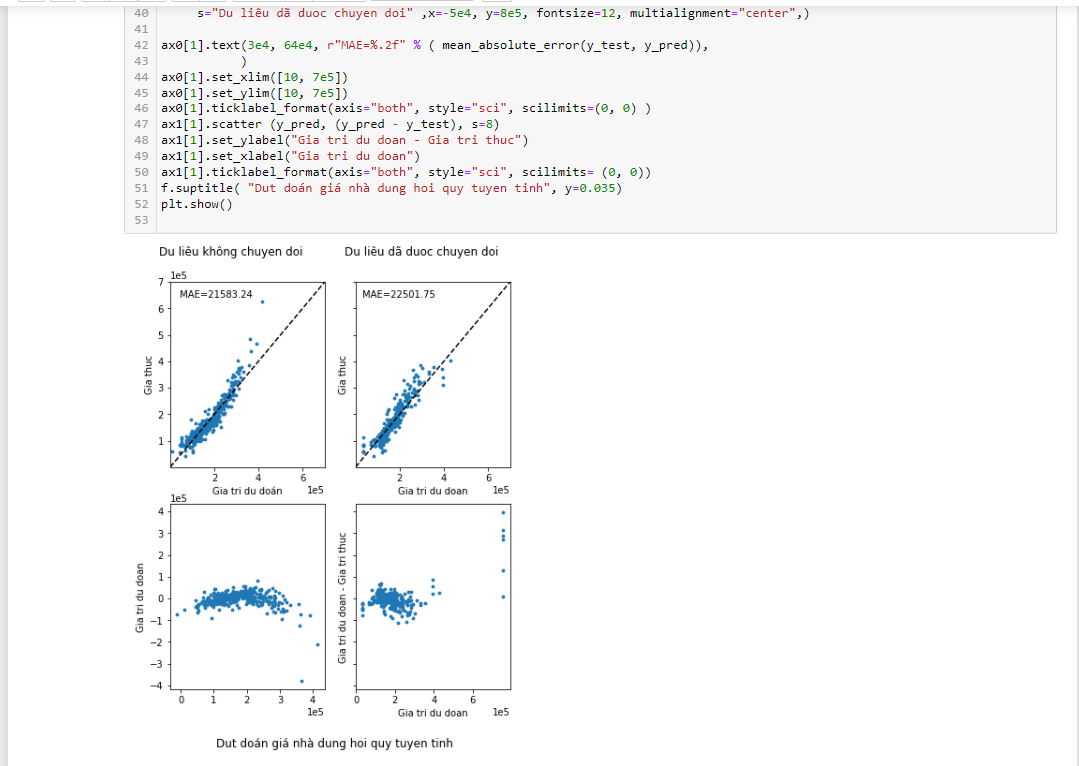 40 s="Du liêu dã duoc chuyen doi" ,x=-5e4, y=8e5, fontsize=12, multialignment="center",)
41
42 ax0[1].text(3e4, 64e4, r"MAE=%.2f" % ( mean_absolute_error(y_test, y_pred)),
43 )
44 ax0[1].set_xlim([10, 7e5])
45 ax0[1].set_ylim([10, 7e5])
46 ax0[1].ticklabel_format(axis="both", style="sci", scilimits=(0, 0) )
47 ax1[1].scatter (y_pred, (y_pred - y_test), s=8)
48 ax1[1].set_ylabel("Gia tri du doan - Gia tri thuc")
49 ax1[1].set_xlabel("Gia tri du doan")
50 ax1[1].ticklabel_format(axis="both", style="sci", scilimits= (0, 0))
51 f.suptitle( "Dut doán giá nhà dung hoi quy tuyen tinh", y=0.035)
52 plt.show()
53
Du liêu không chuyen doi Du liêu dã duoc chuyen doi
1e5
7
MAE=21583.24 MAE=22501.75
6
5
4
3
2
1
Gia thuc Gia thuc
2 4 6 2 4 6
Gia tri du doán 1e5 Gia tri du doan 1e5
1e5
4
3
2
1
0
−1
−2
−3
−4
Gia tri du doan Gia tri du doan - Gia tri thuc
0 1 2 3 4 0 2 4 6
1e5 Gia tri du doan 1e5
Dut doán giá nhà dung hoi quy tuyen tinh